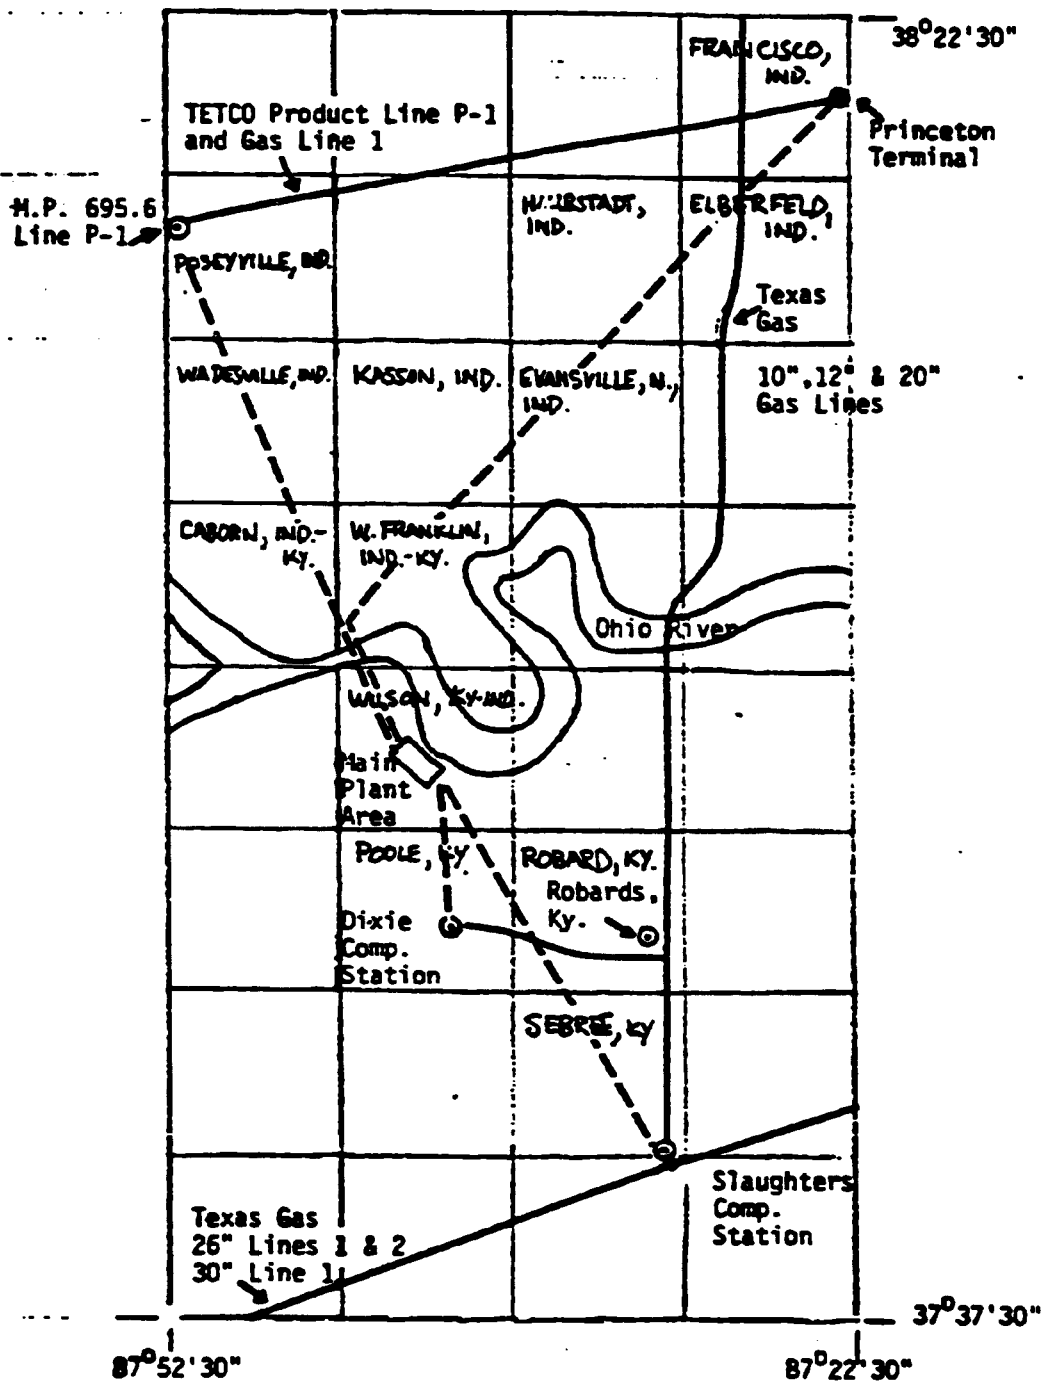 38°22'30"
FRANCISCO,
IND.
TETCO Product Line P-1
and Gas Line 1
Princeton
Terminal
M.P. 695.6
Line P-1
ELBERFELD,
IND.
IND.
POSEYVILLE, IND.
Texas
Gas
WADESVILLE, IND.
KASSON, IND.
EVANSVILLE, N.,
IND.
10", 12" & 20"
Gas Lines
CABORN, IND.-
KY.
W. FRANKLIN,
IND.-KY.
Ohio River
WILSON, KY-IND.
Main
Plant
Area
POOLE, KY.
ROBARD, KY.
Robards,
Ky.
Dixie
Comp.
Station
SEBREE, KY
Slaughters
Comp.
Station
Texas Gas
26" Lines 1 & 2
30" Line 1
37°37'30"
87°52'30"
87°22'30"